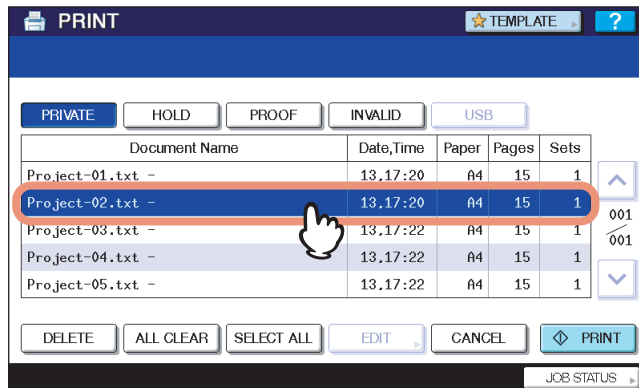 PRINT TEMPLATE ?
PRIVATE HOLD PROOF INVALID USB
Document Name Date,Time Paper Pages Sets
Project-01.txt - 13,17:20 A4 15 1
Project-02.txt - 13,17:20 A4 15 1
Project-03.txt - 13,17:22 A4 15 1
Project-04.txt - 13,17:22 A4 15 1
Project-05.txt - 13,17:22 A4 15 1
001
001
DELETE ALL CLEAR SELECT ALL EDIT CANCEL PRINT
JOB STATUS